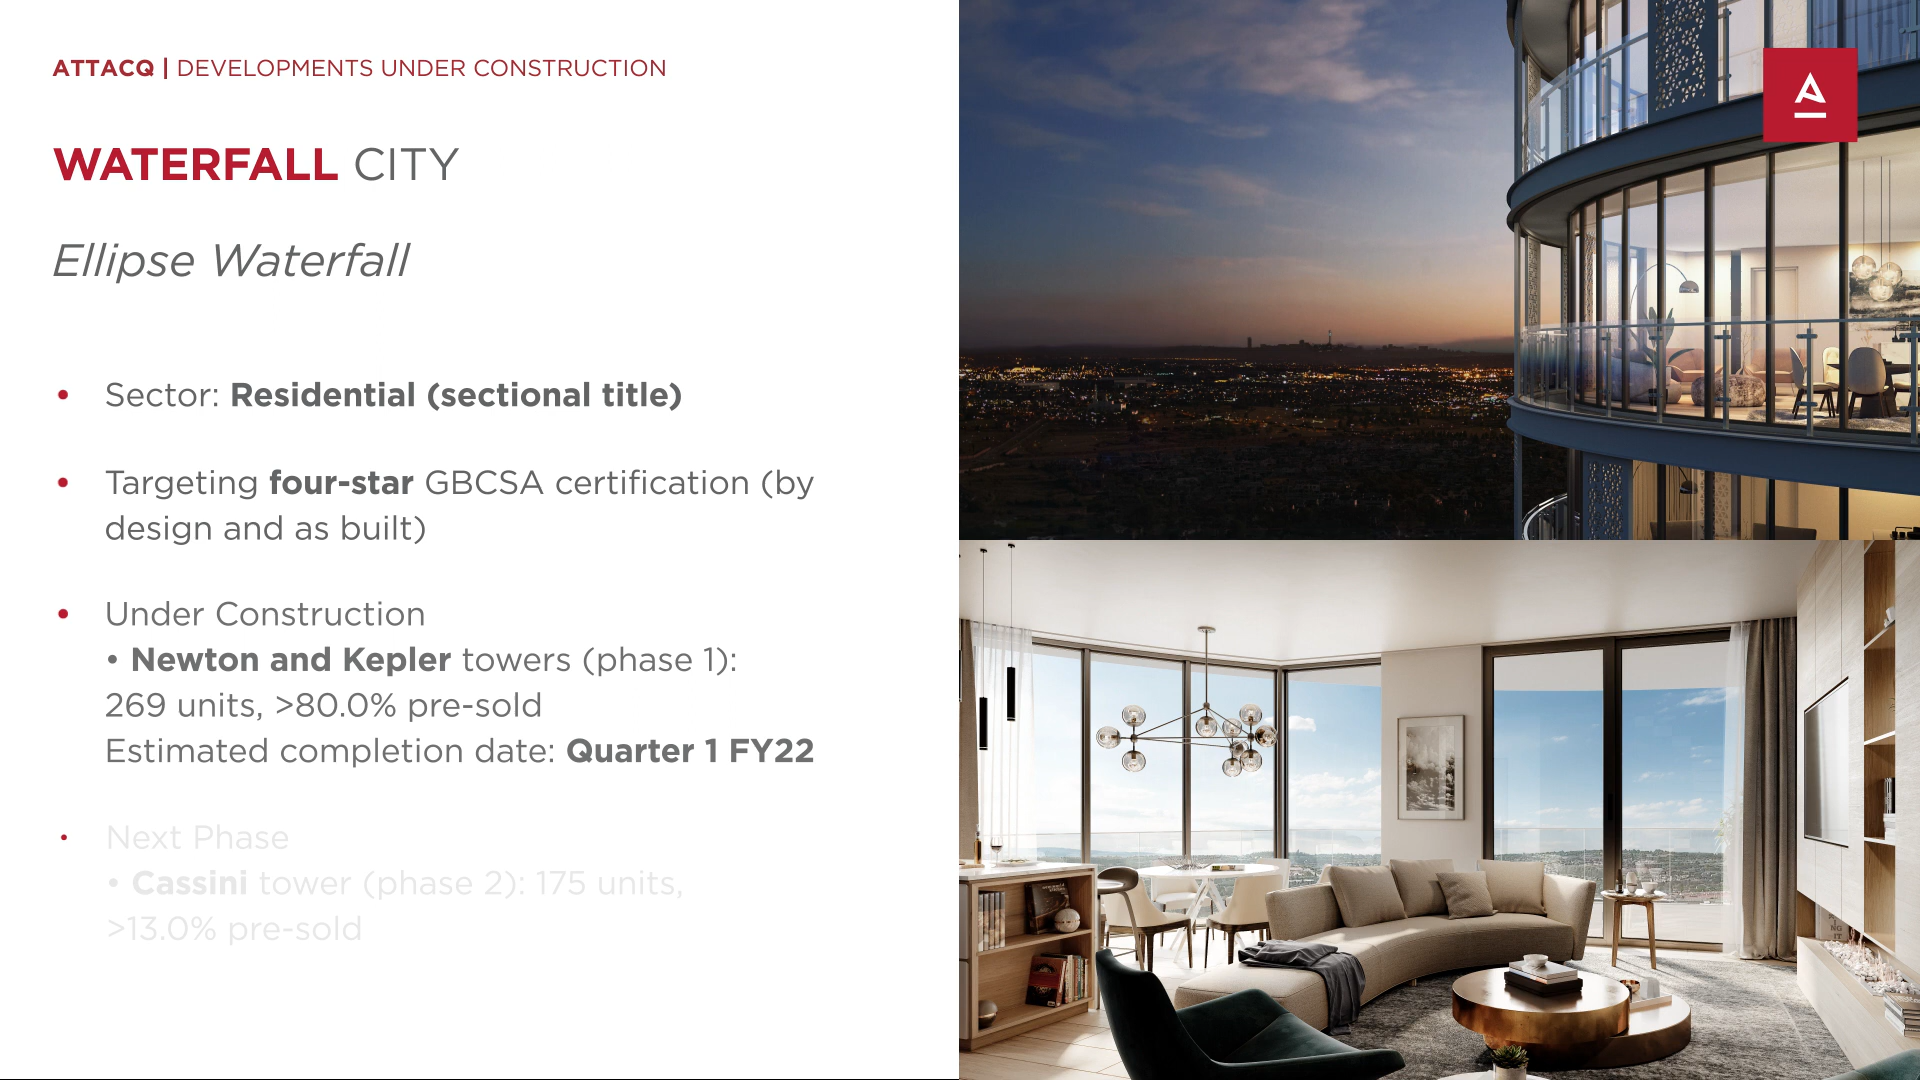 ATTACQ | DEVELOPMENTS UNDER CONSTRUCTION
WATERFALL CITY
Ellipse Waterfall
• Sector: Residential (sectional title)
• Targeting four-star GBCSA certification (by
design and as built)
• Under Construction
• Newton and Kepler towers (phase 1):
269 units, >80.0% pre-sold
Estimated completion date: Quarter 1 FY22
• Next Phase
• Cassini tower (phase 2): 175 units,
>13.0% pre-sold